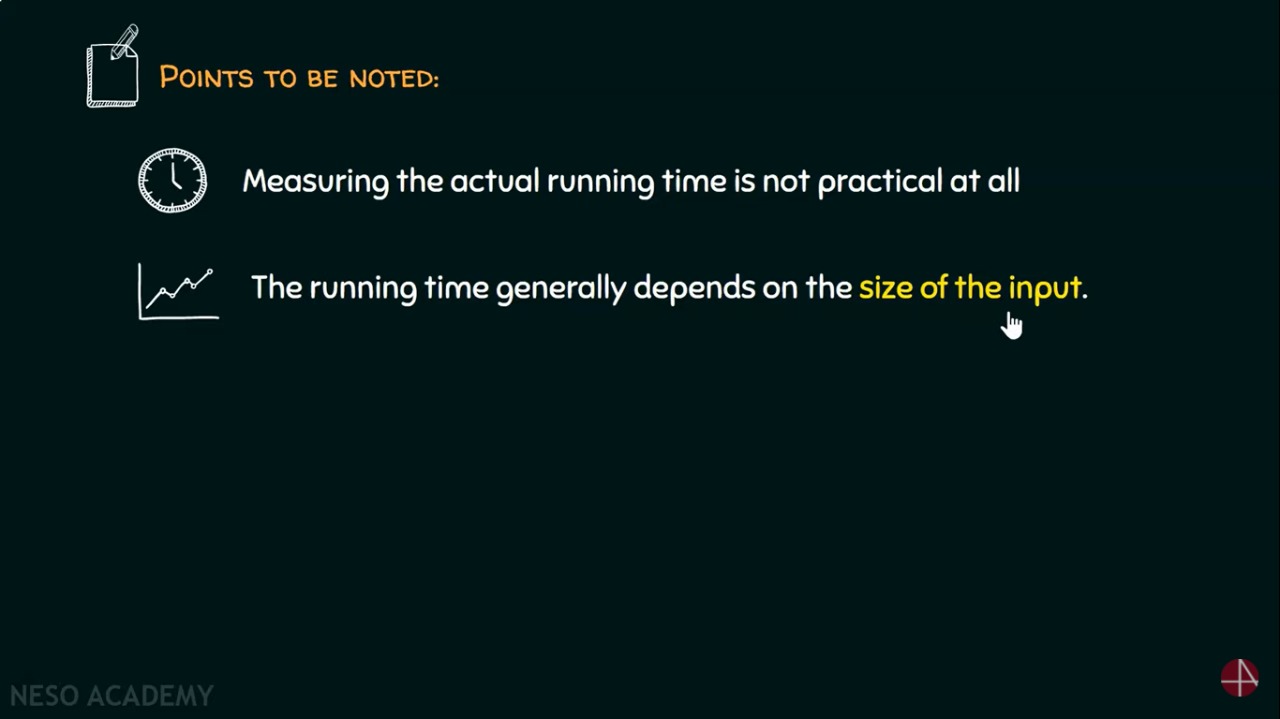 Points to be noted:
Measuring the actual running time is not practical at all
The running time generally depends on the size of the input.
NESO ACADEMY